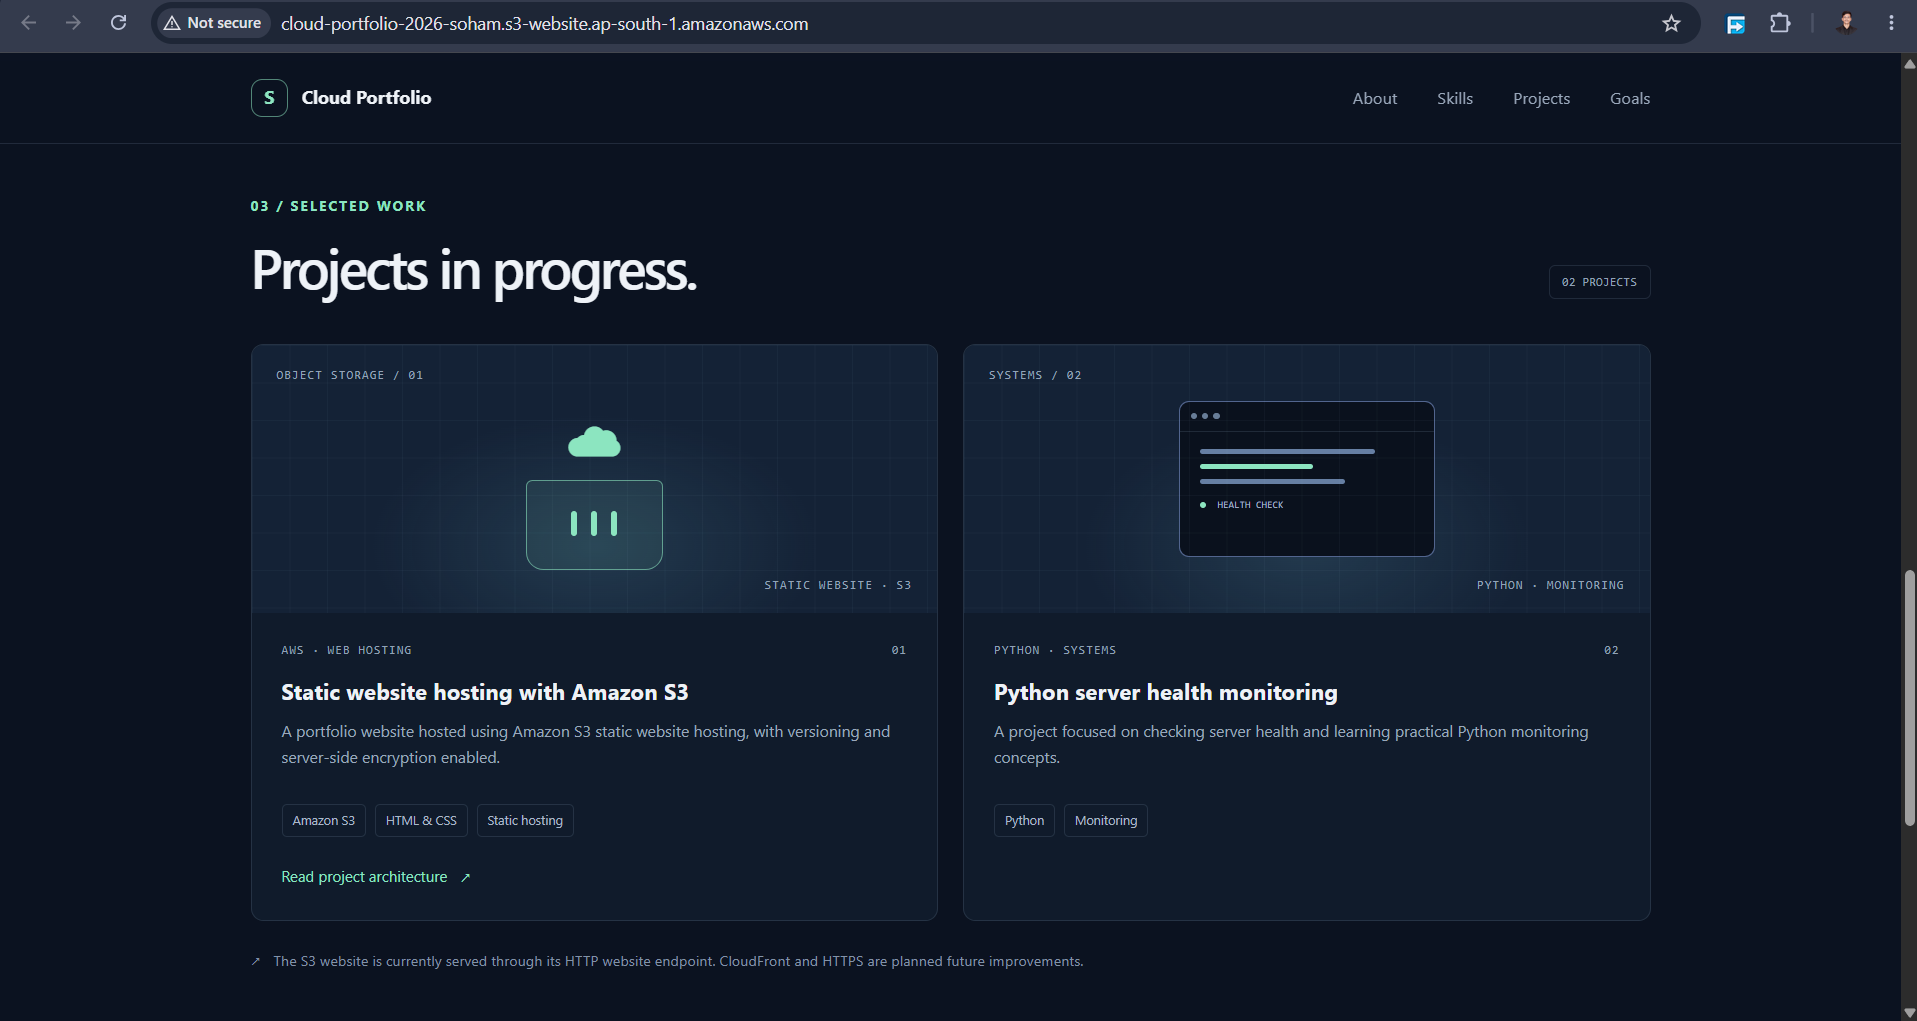 Not secure
cloud-portfolio-2026-soham.s3-website.ap-south-1.amazonaws.com
S
Cloud Portfolio
About
Skills
Projects
Goals
03 / SELECTED WORK
Projects in progress.
02 PROJECTS
OBJECT STORAGE / 01
STATIC WEBSITE · S3
AWS · WEB HOSTING
01
Static website hosting with Amazon S3
A portfolio website hosted using Amazon S3 static website hosting, with versioning and
server-side encryption enabled.
Amazon S3
HTML & CSS
Static hosting
Read project architecture ↗
SYSTEMS / 02
HEALTH CHECK
PYTHON · MONITORING
PYTHON · SYSTEMS
02
Python server health monitoring
A project focused on checking server health and learning practical Python monitoring
concepts.
Python
Monitoring
↗ The S3 website is currently served through its HTTP website endpoint. CloudFront and HTTPS are planned future improvements.